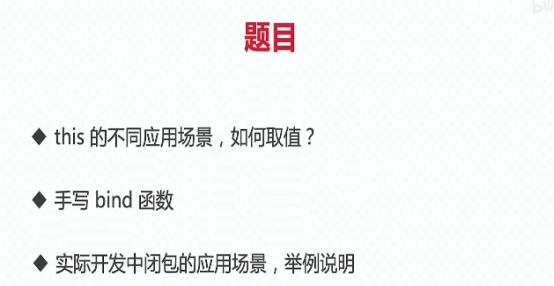 题目
◆ this 的不同应用场景，如何取值？
◆ 手写 bind 函数
◆ 实际开发中闭包的应用场景，举例说明